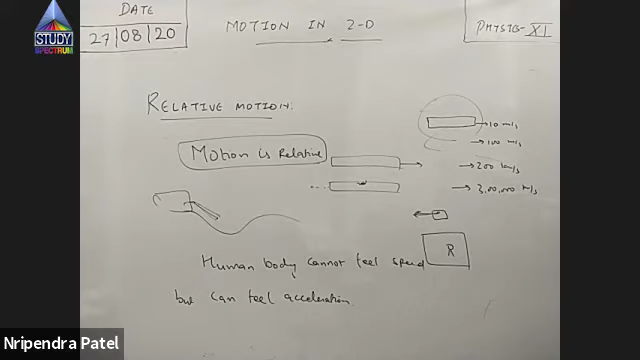 DATE
27/08/20
STUDY
SPECTRUM
MOTION IN 2-D
PHYSICS-XI
RELATIVE MOTION.
Motion is Relative
10 m/s
100 m/s
200 km/s
3,00,000 m/s
R
Human body cannot feel speed
but can feel acceleration
Nripendra Patel